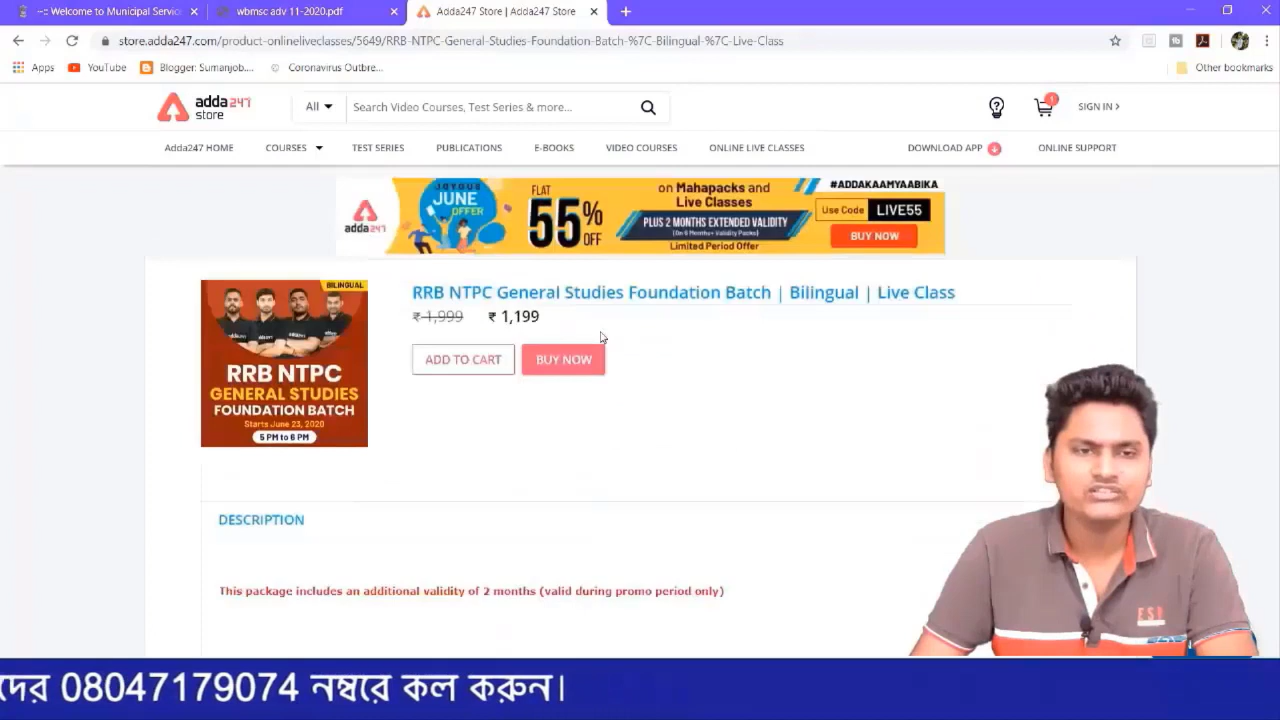 -:: Welcome to Municipal Servic
wbmsc adv 11-2020.pdf
Adda247 Store | Adda247 Store
store.adda247.com/product-onlineliveclasses/5649/RRB-NTPC-General-Studies-Foundation-Batch-%7C-Bilingual-%7C-Live-Class
Apps
YouTube
Blogger: Sumanjob....
Coronavirus Outbre...
Other bookmarks
adda247
store
All
Search Video Courses, Test Series & more...
1
SIGN IN
Adda247 HOME
COURSES
TEST SERIES
PUBLICATIONS
E-BOOKS
VIDEO COURSES
ONLINE LIVE CLASSES
DOWNLOAD APP
ONLINE SUPPORT
adda247
JOYOUS
JUNE
OFFER
FLAT
55% OFF
on Mahapacks and
Live Classes
PLUS 2 MONTHS EXTENDED VALIDITY
(On 6 Months+ Validity Packs)
Limited Period Offer
#ADDAKAAMYAABIKA
Use Code LIVE55
BUY NOW
BILINGUAL
RRB NTPC
GENERAL STUDIES
FOUNDATION BATCH
Starts June 23, 2020
5 PM to 6 PM
RRB NTPC General Studies Foundation Batch | Bilingual | Live Class
₹ 1,999 ₹ 1,199
ADD TO CART
BUY NOW
DESCRIPTION
This package includes an additional validity of 2 months (valid during promo period only)
দের 08047179074 নম্বরে কল করুন।